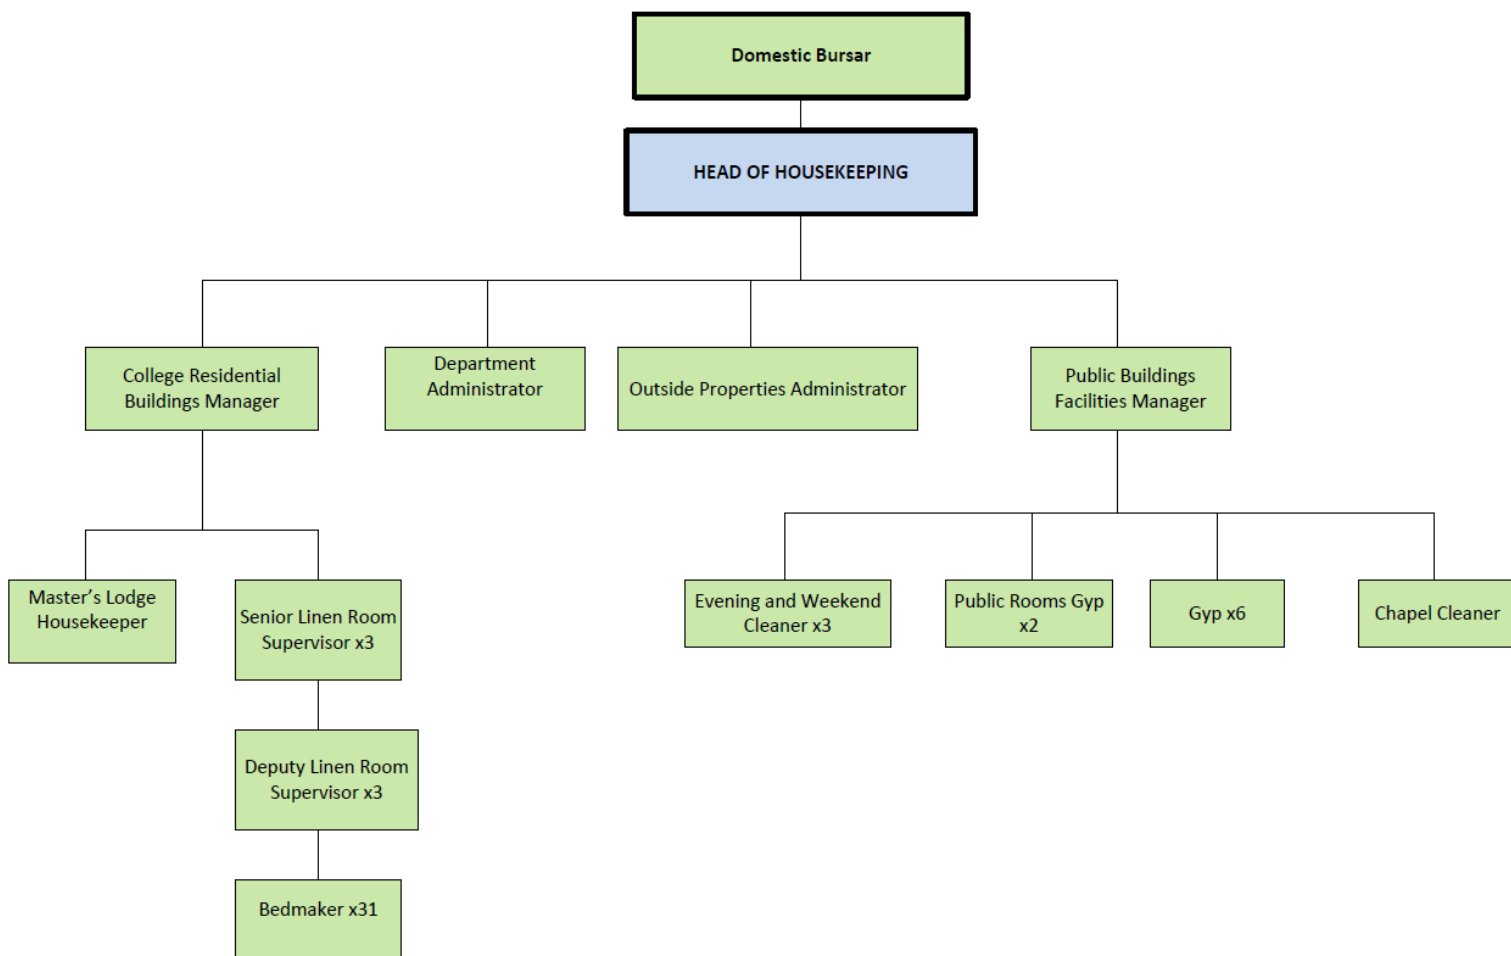 Domestic Bursar
HEAD OF HOUSEKEEPING
College Residential
Buildings Manager
Department
Administrator
Outside Properties Administrator
Public Buildings
Facilities Manager
Master’s Lodge
Housekeeper
Senior Linen Room
Supervisor x3
Evening and Weekend
Cleaner x3
Public Rooms Gyp
x2
Gyp x6
Chapel Cleaner
Deputy Linen Room
Supervisor x3
Bedmaker x31